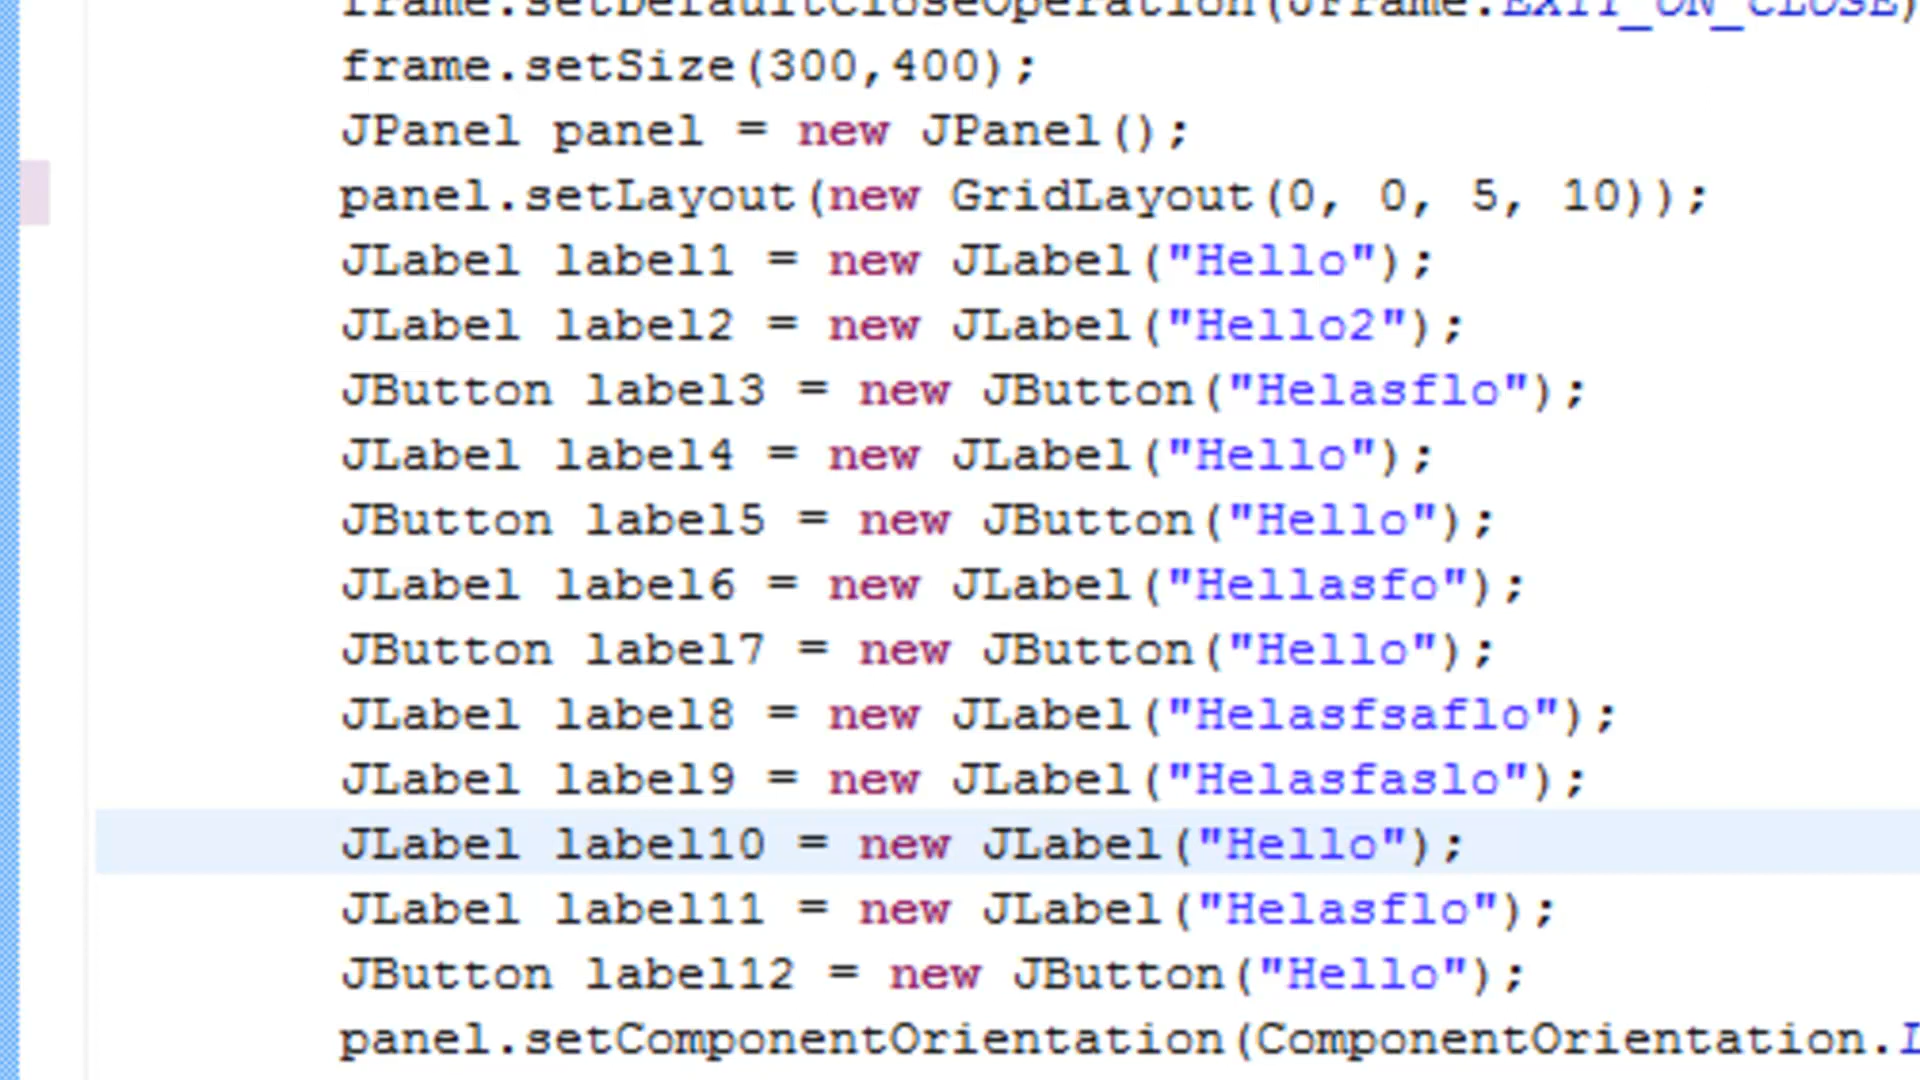 frame.setDefaultCloseOperation(JFrame.EXIT_ON_CLOSE)
frame.setSize(300,400);
JPanel panel = new JPanel();
panel.setLayout(new GridLayout(0, 0, 5, 10));
JLabel label1 = new JLabel("Hello");
JLabel label2 = new JLabel("Hello2");
JButton label3 = new JButton("Helasflo");
JLabel label4 = new JLabel("Hello");
JButton label5 = new JButton("Hello");
JLabel label6 = new JLabel("Hellasfo");
JButton label7 = new JButton("Hello");
JLabel label8 = new JLabel("Helasfsaflo");
JLabel label9 = new JLabel("Helasfaslo");
JLabel label10 = new JLabel("Hello");
JLabel label11 = new JLabel("Helasflo");
JButton label12 = new JButton("Hello");
panel.setComponentOrientation(ComponentOrientation.